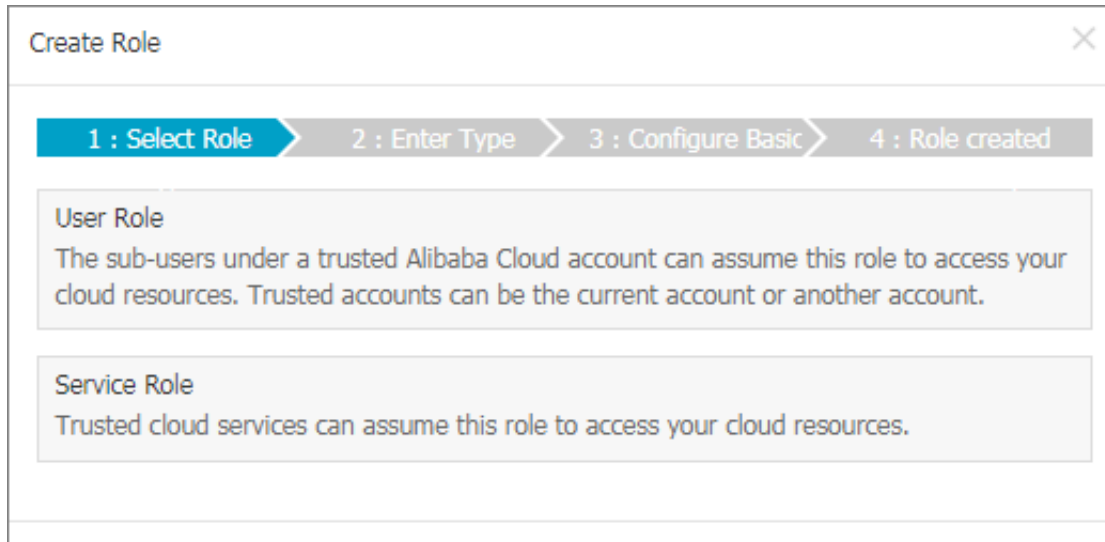 Create Role
1 : Select Role
2 : Enter Type
3 : Configure Basic
4 : Role created
User Role
The sub-users under a trusted Alibaba Cloud account can assume this role to access your
cloud resources. Trusted accounts can be the current account or another account.
Service Role
Trusted cloud services can assume this role to access your cloud resources.